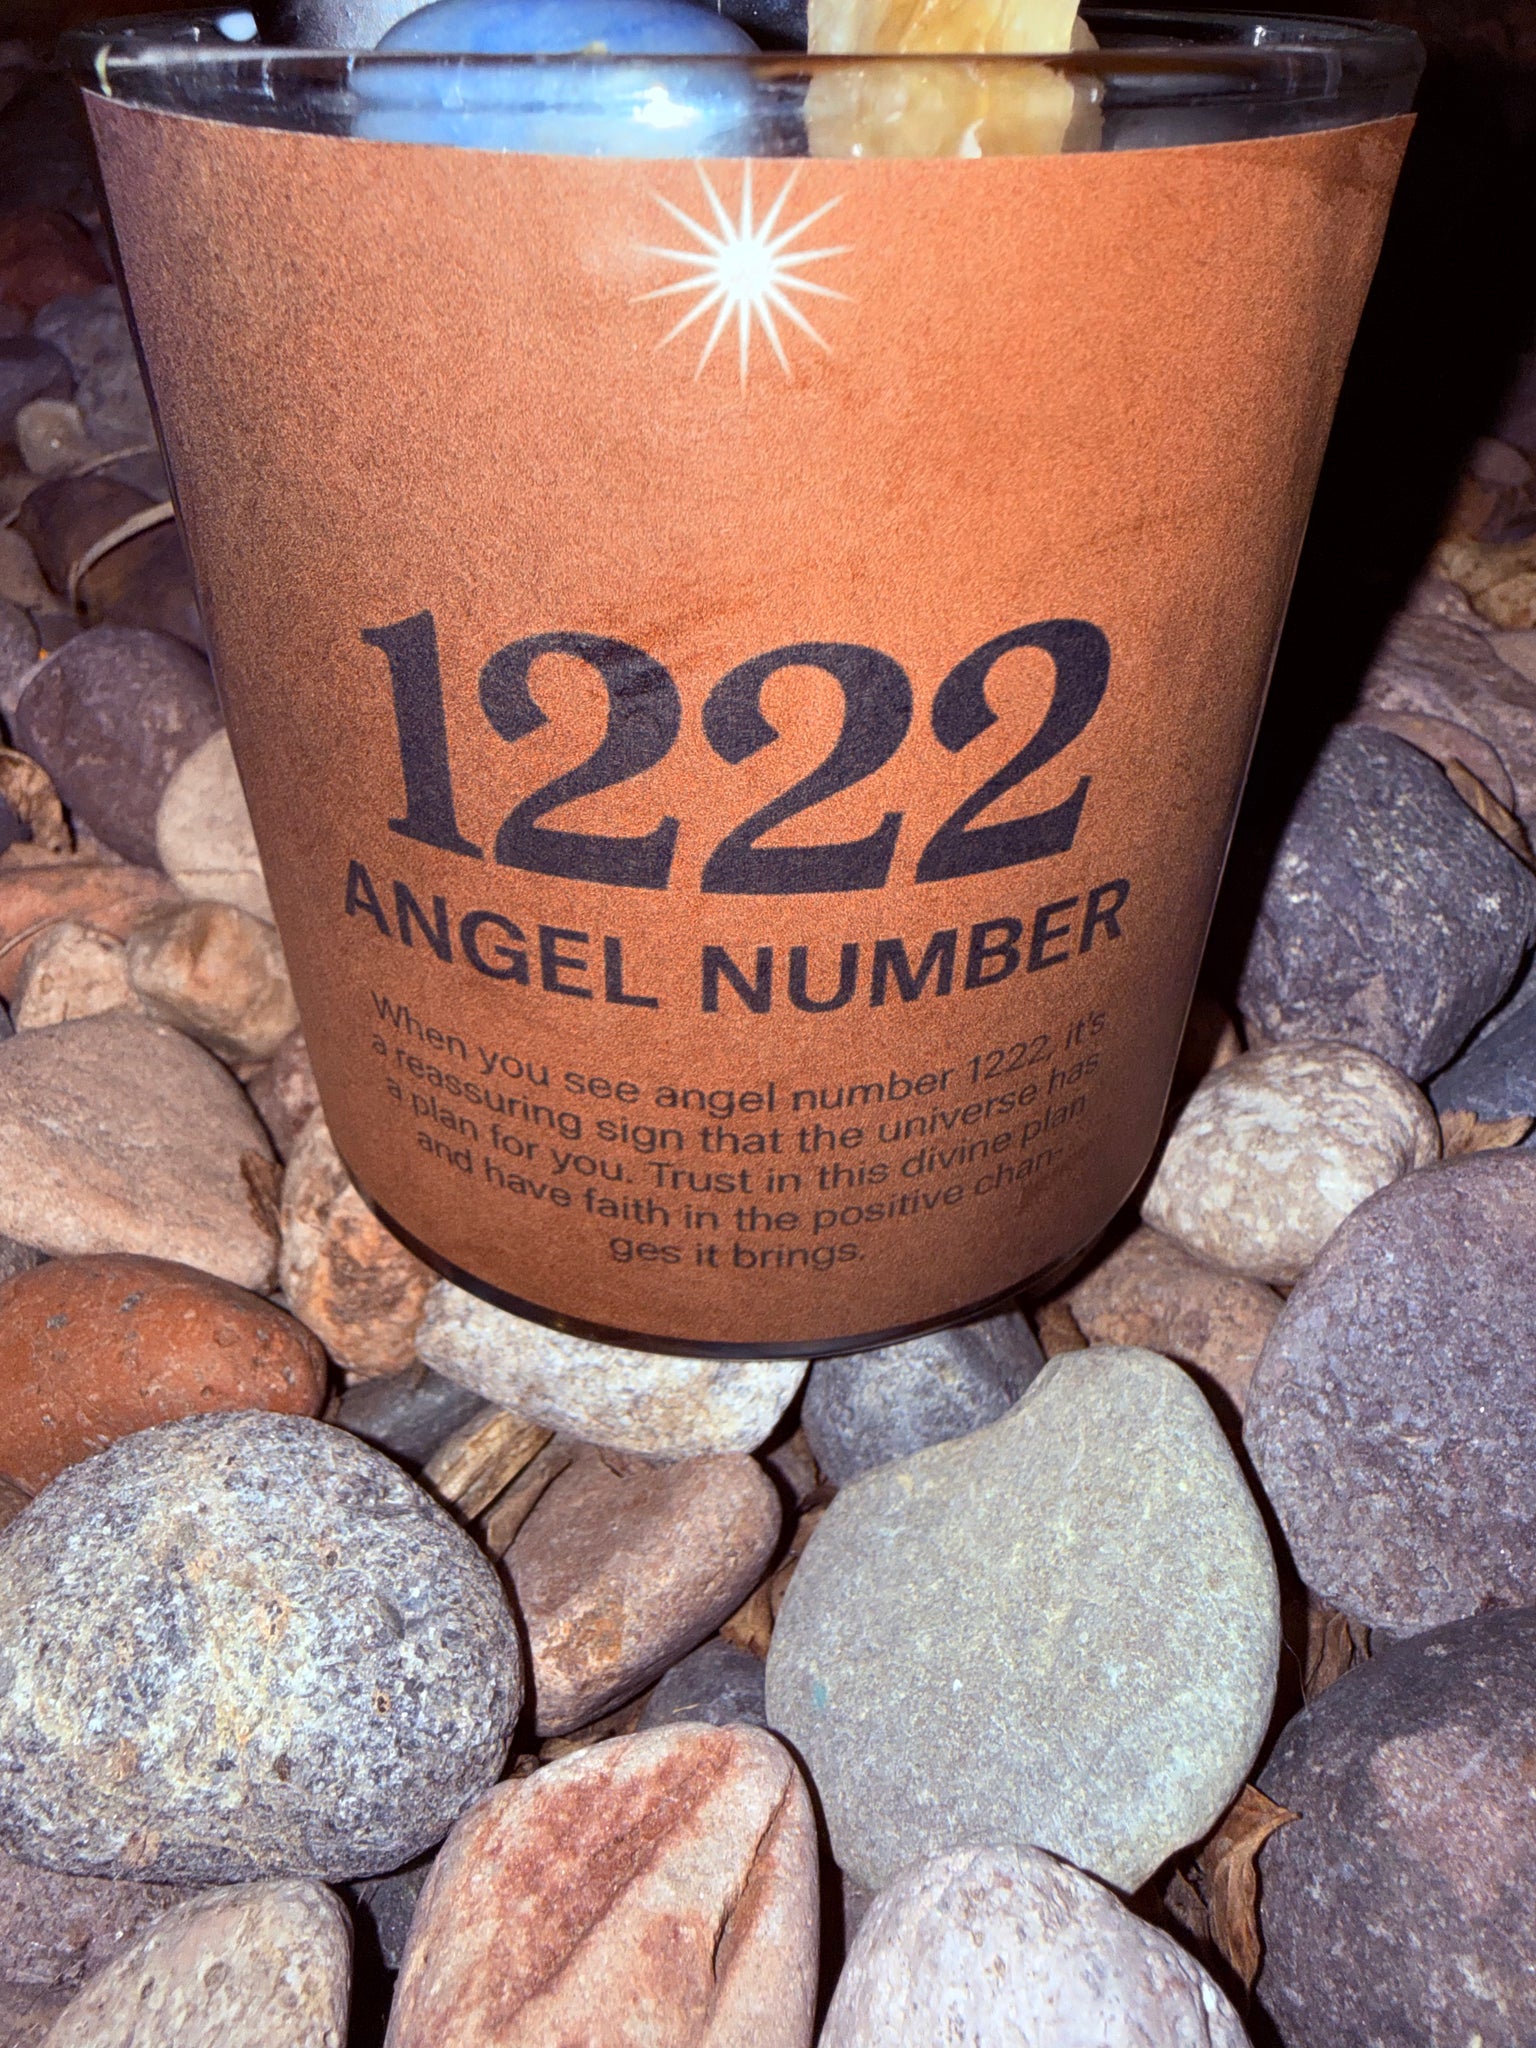 1222
ANGEL NUMBER
When you see angel number 1222, it's
a reassuring sign that the universe has
a plan for you. Trust in this divine plan
and have faith in the positive chan-
ges it brings.